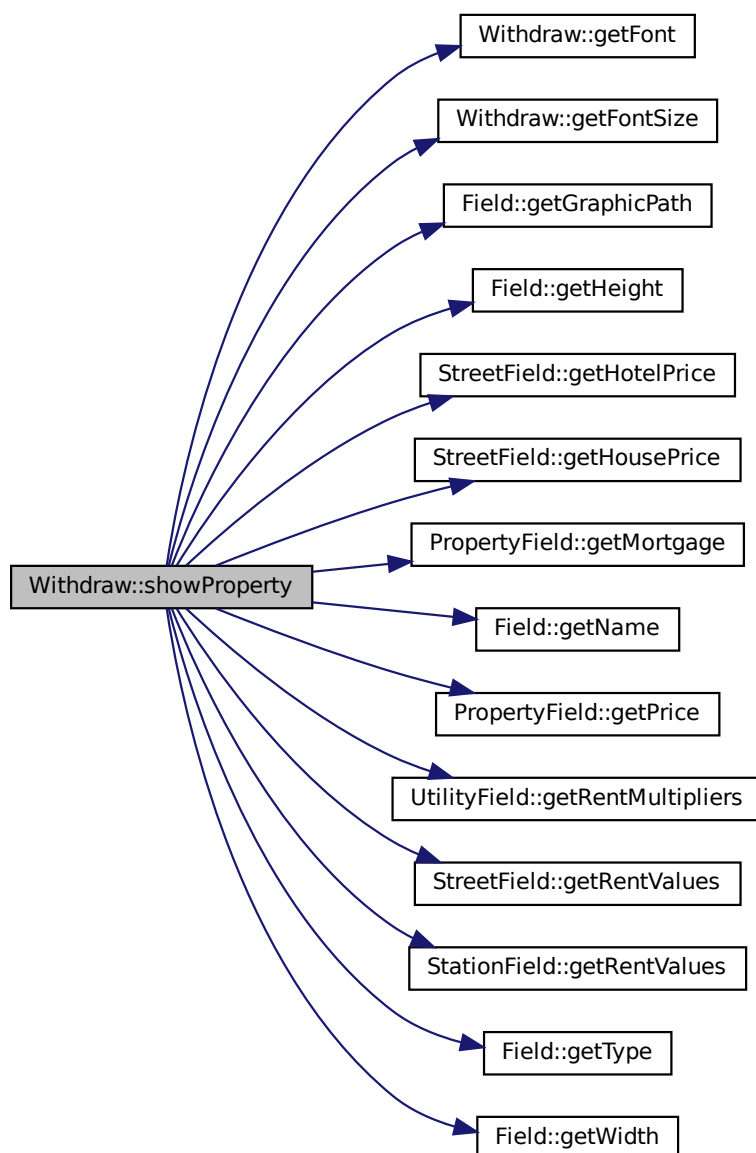 Withdraw::getFont
Withdraw::getFontSize
Field::getGraphicPath
Field::getHeight
StreetField::getHotelPrice
StreetField::getHousePrice
PropertyField::getMortgage
Withdraw::showProperty
Field::getName
PropertyField::getPrice
UtilityField::getRentMultipliers
StreetField::getRentValues
StationField::getRentValues
Field::getType
Field::getWidth